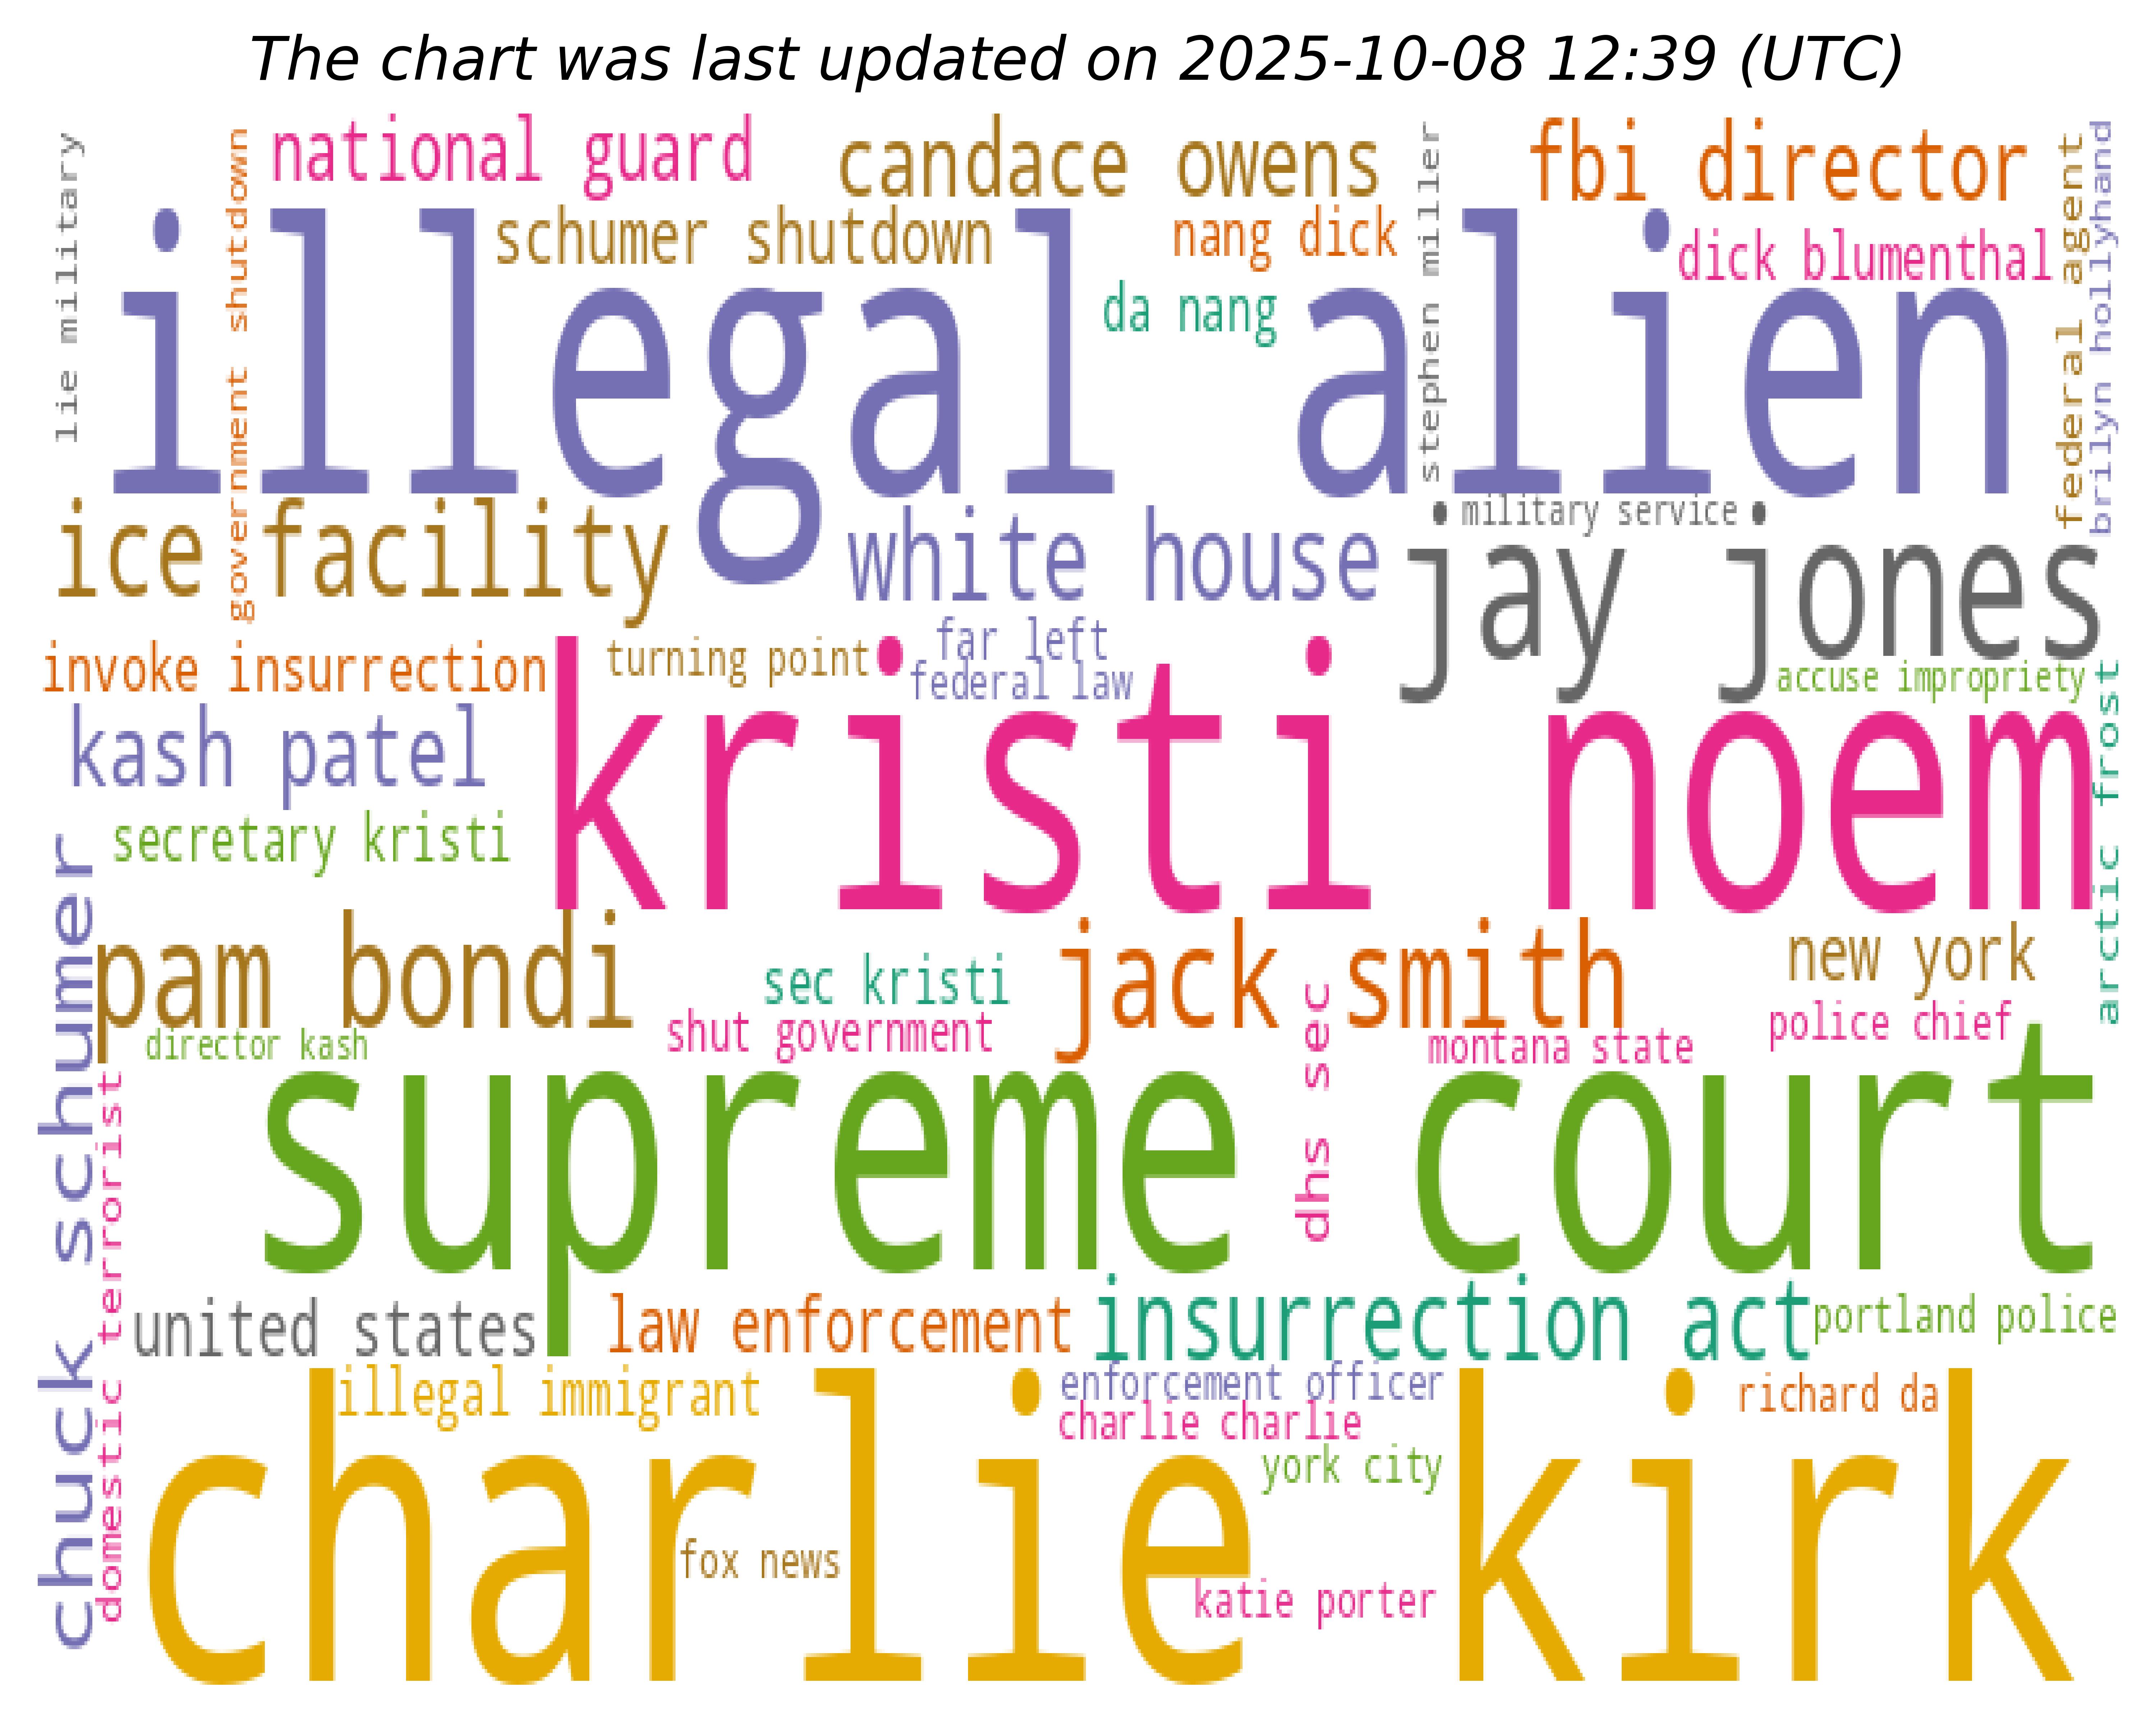 The chart was last updated on 2025-10-08 12:39 (UTC)
lie military
government shutdown
national guard
candace owens
fbi director
stephen miller
federal agent
brilyn hollyhand
schumer shutdown
nang dick
dick blumenthal
da nang
illegal alien
military service
ice facility
white house
jay jones
invoke insurrection
turning point
far left
federal law
accuse impropriety
arctic frost
kash patel
kristi noem
secretary kristi
chuck schumer
pam bondi
sec kristi
jack smith
new york
director kash
shut government
dhs sec
montana state
police chief
domestic terrorist
supreme court
united states
law enforcement
insurrection act
portland police
illegal immigrant
enforcement officer
richard da
charlie charlie
york city
charlie kirk
fox news
katie porter